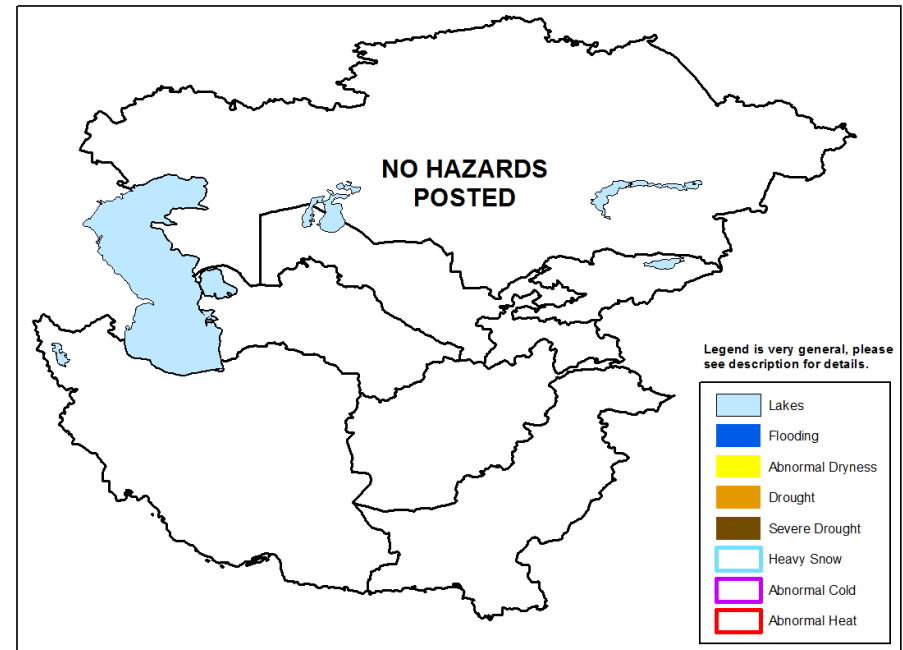 NO HAZARDS
POSTED
Legend is very general, please
see description for details.
Lakes
Flooding
Abnormal Dryness
Drought
Severe Drought
Heavy Snow
Abnormal Cold
Abnormal Heat